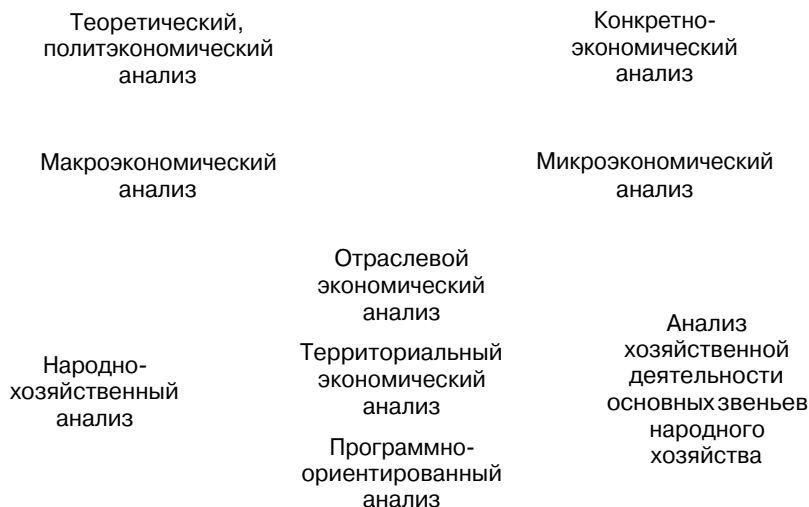 Теоретический,
политэкономический
анализ
Конкретно-
экономический
анализ
Макроэкономический
анализ
Микроэкономический
анализ
Народно-
хозяйственный
анализ
Отраслевой
экономический
анализ
Территориальный
экономический
анализ
Программно-
ориентированный
анализ
Анализ
хозяйственной
деятельности
основных звеньев
народного
хозяйства